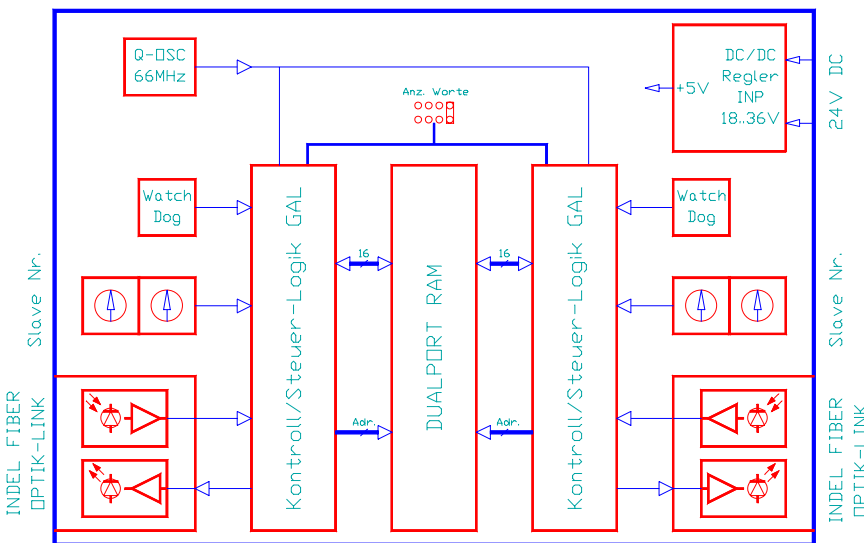 Q-OSC
66MHz
Anz. Worte
DC/DC
Regler
INP
18..36V
+5V
24V DC
Watch
Dog
Watch
Dog
Slave Nr.
Slave Nr.
Kontroll/Steuer-Logik GAL
DUALPORT RAM
Kontroll/Steuer-Logik GAL
16
16
Adr.
Adr.
INDEL FIBER
OPTIK-LINK
INDEL FIBER
OPTIK-LINK